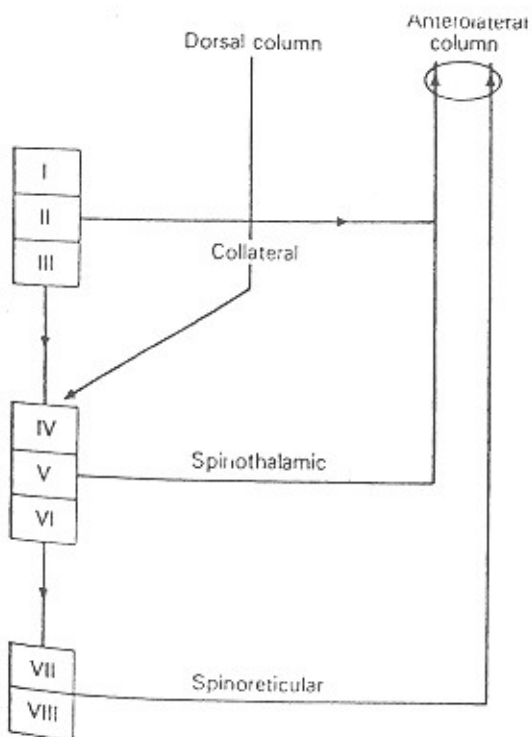 Dorsal column
Anterolateral
column
I
II
III
Collateral
IV
V
VI
Spinothalamic
VII
VIII
Spinoreticular